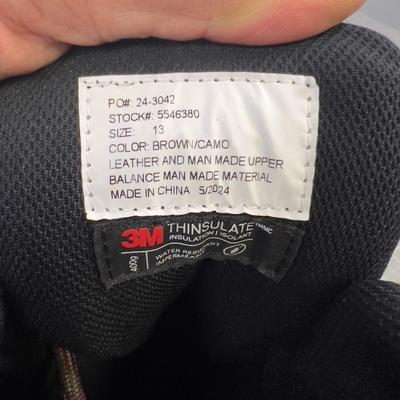 PO#: 24-3042
STOCK#: 5546380
SIZE: 13
COLOR: BROWN/CAMO
LEATHER AND MAN MADE UPPER
BALANCE MAN MADE MATERIAL
MADE IN CHINA 5/2024
3M THINSULATE
INSULATION | ISOLANT
400g
WATER RESISTANT
IMPERMEABLE